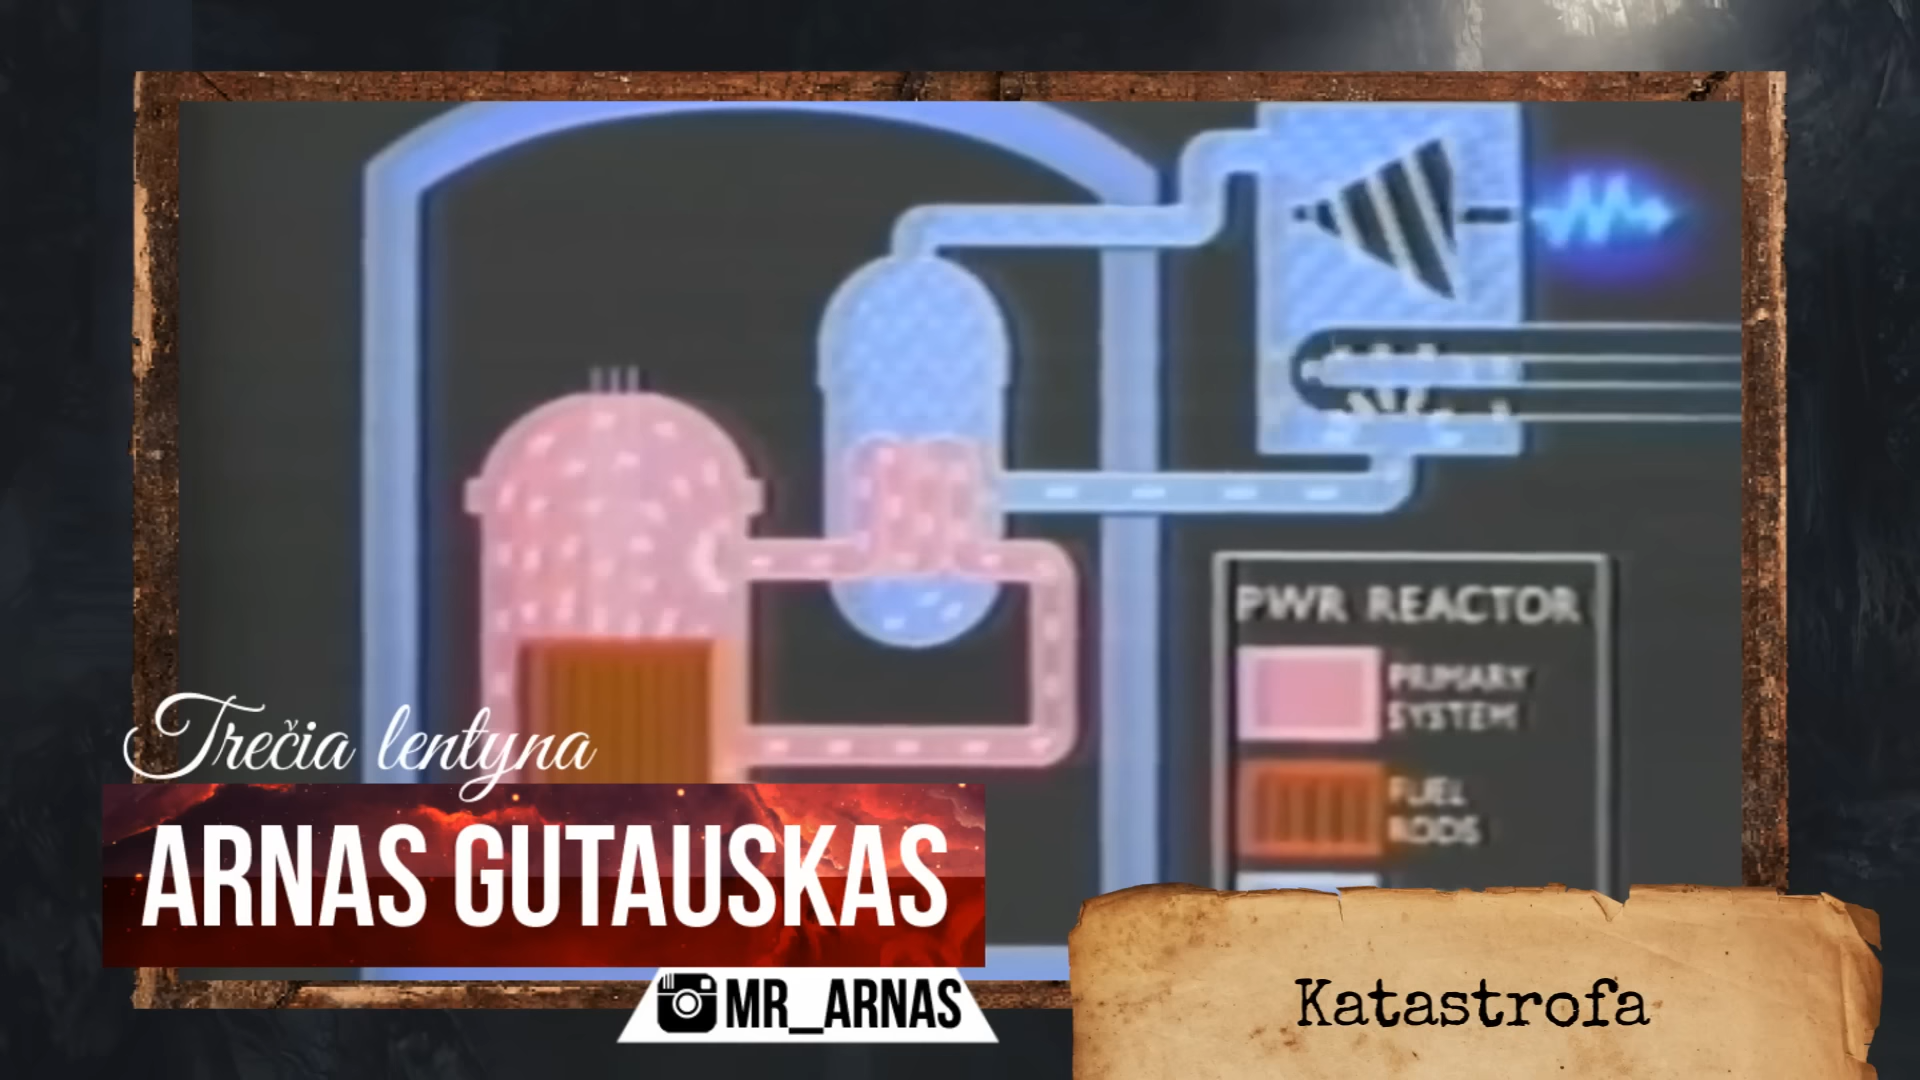 PWR REACTOR
PRIMARY
SYSTEM
FUEL
RODS
Trečia lentyna
ARNAS GUTAUSKAS
MR_ARNAS
Katastrofa